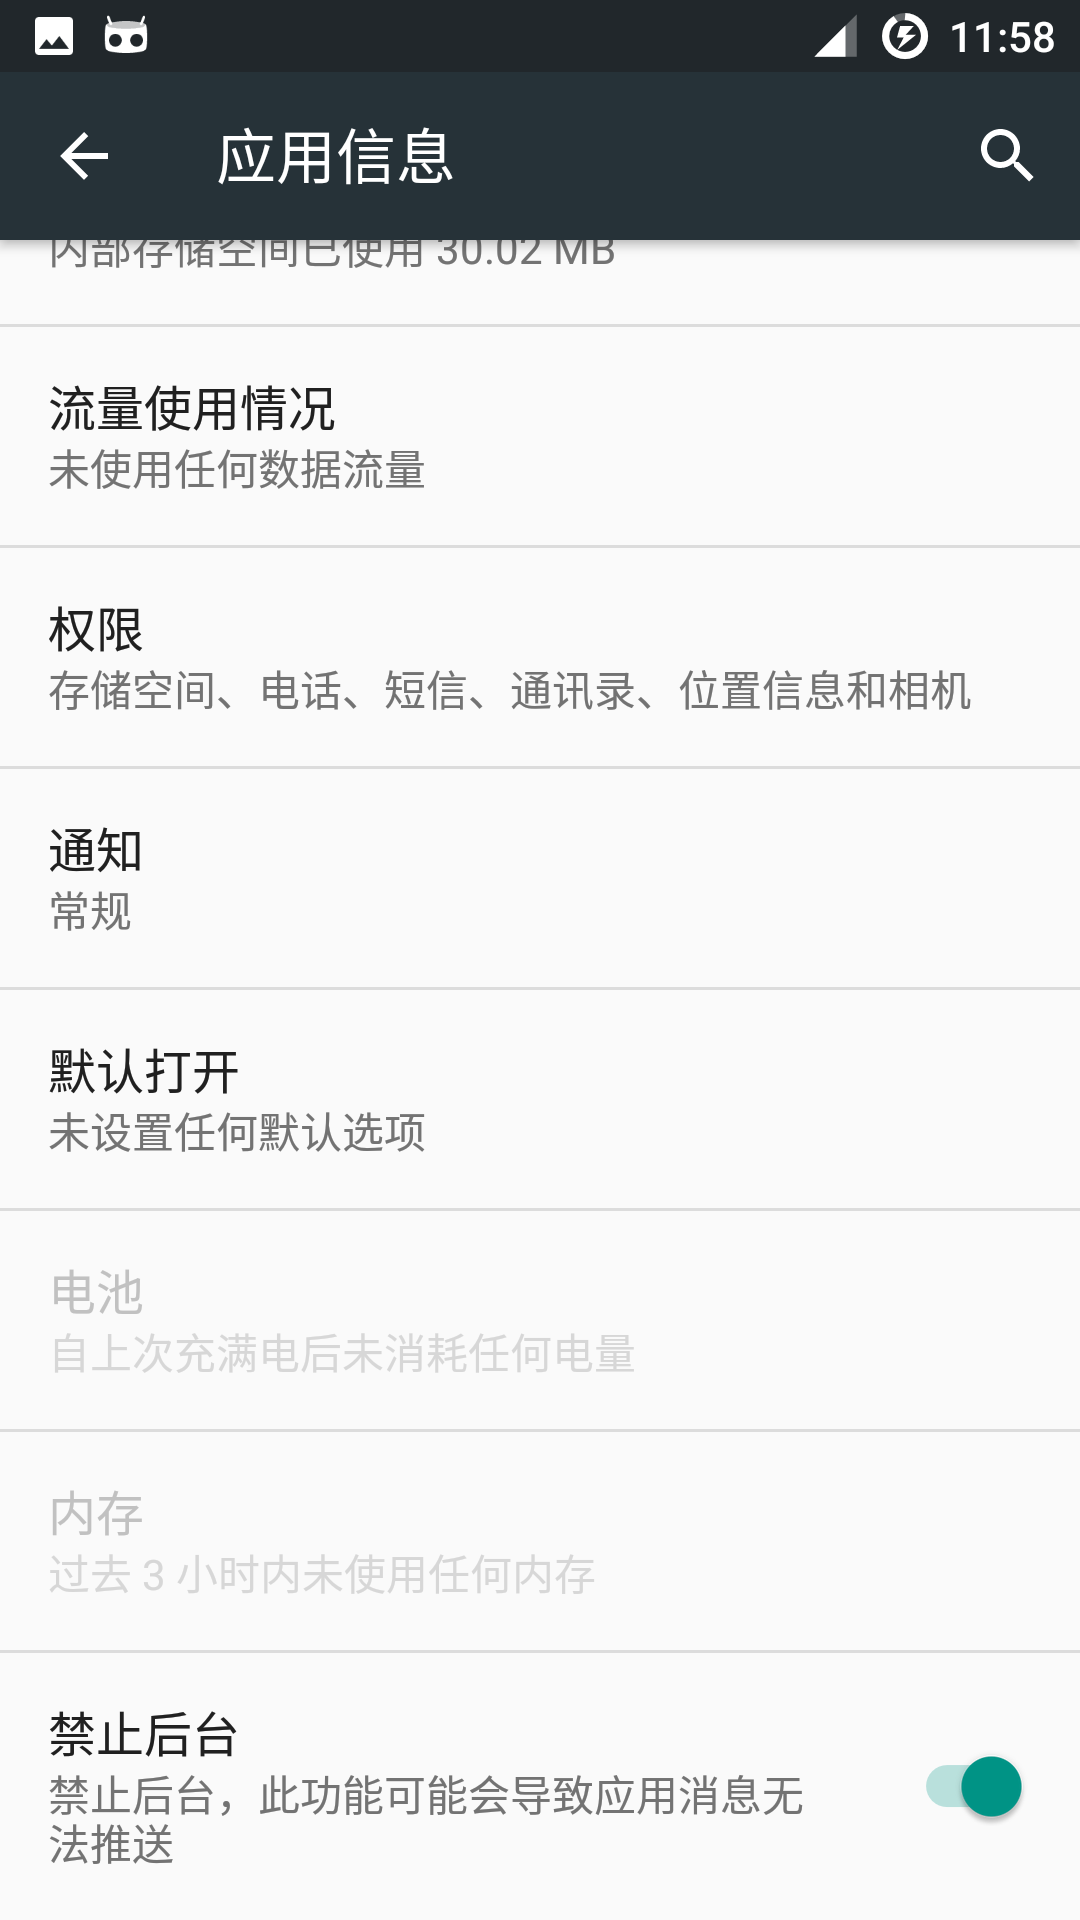 11:58
应用信息
内部存储空间已使用 30.02 MB
流量使用情况
未使用任何数据流量
权限
存储空间、电话、短信、通讯录、位置信息和相机
通知
常规
默认打开
未设置任何默认选项
电池
自上次充满电后未消耗任何电量
内存
过去 3 小时内未使用任何内存
禁止后台
禁止后台，此功能可能会导致应用消息无
法推送